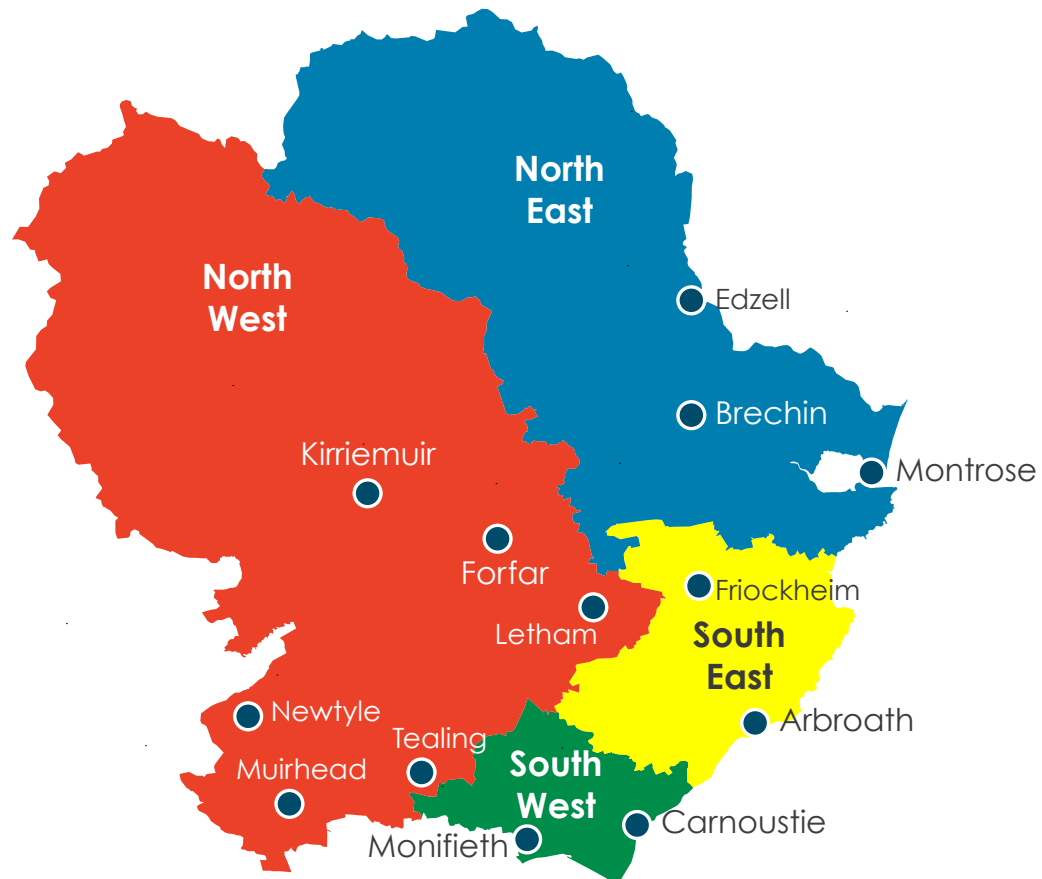 North
East
North
West
Edzell
Brechin
Kirriemuir
Montrose
Forfar
Friockheim
Letham
South
East
Newtyle
Arbroath
Tealing
Muirhead
South
West
Carnoustie
Monifieth